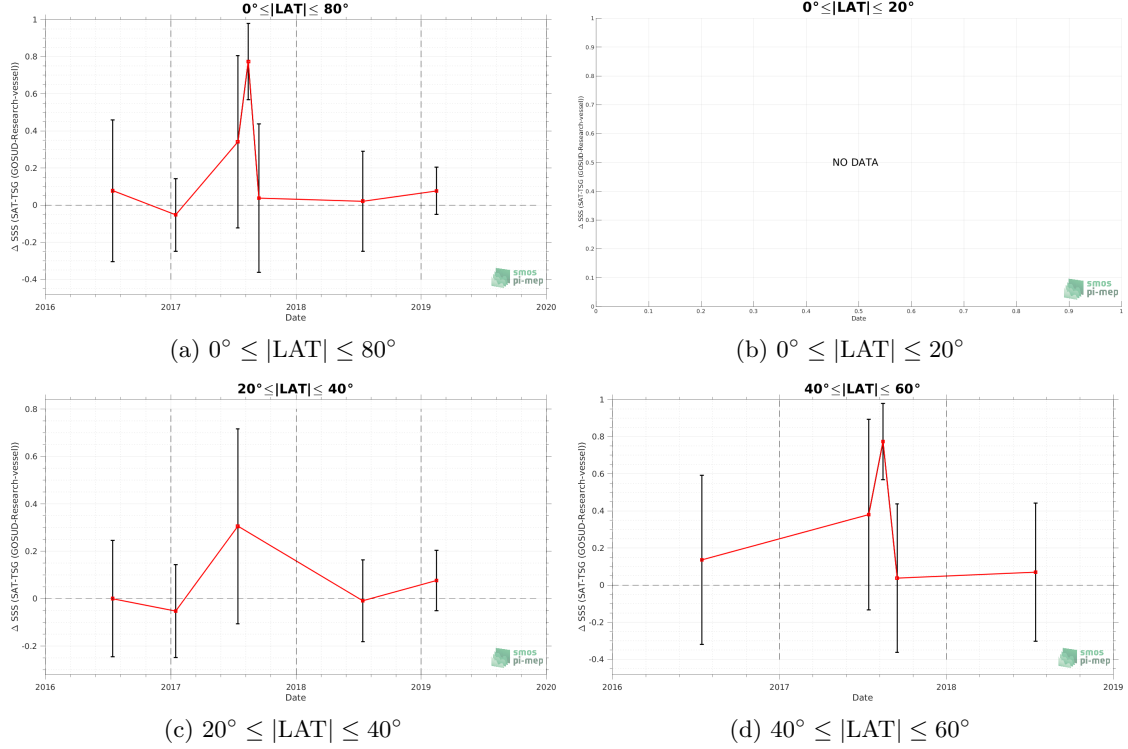 0°≤|LAT|≤ 80°
Δ SSS (SAT-TSG (GOSUD-Research-vessel))
1
0.8
0.6
0.4
0.2
0
-0.2
-0.4
2016 2017 2018 2019 2020
Date
smos
pi-mep
(a) 0° ≤ |LAT| ≤ 80°
0°≤|LAT|≤ 20°
Δ SSS (SAT-TSG (GOSUD-Research-vessel))
1
0.9
0.8
0.7
0.6
0.5
0.4
0.3
0.2
0.1
0
NO DATA
0 0.1 0.2 0.3 0.4 0.5 0.6 0.7 0.8 0.9 1
Date
smos
pi-mep
(b) 0° ≤ |LAT| ≤ 20°
20°≤|LAT|≤ 40°
Δ SSS (SAT-TSG (GOSUD-Research-vessel))
0.8
0.6
0.4
0.2
0
-0.2
2016 2017 2018 2019 2020
Date
smos
pi-mep
(c) 20° ≤ |LAT| ≤ 40°
40°≤|LAT|≤ 60°
Δ SSS (SAT-TSG (GOSUD-Research-vessel))
1
0.8
0.6
0.4
0.2
0
-0.2
-0.4
2016 2017 2018 2019
Date
smos
pi-mep
(d) 40° ≤ |LAT| ≤ 60°